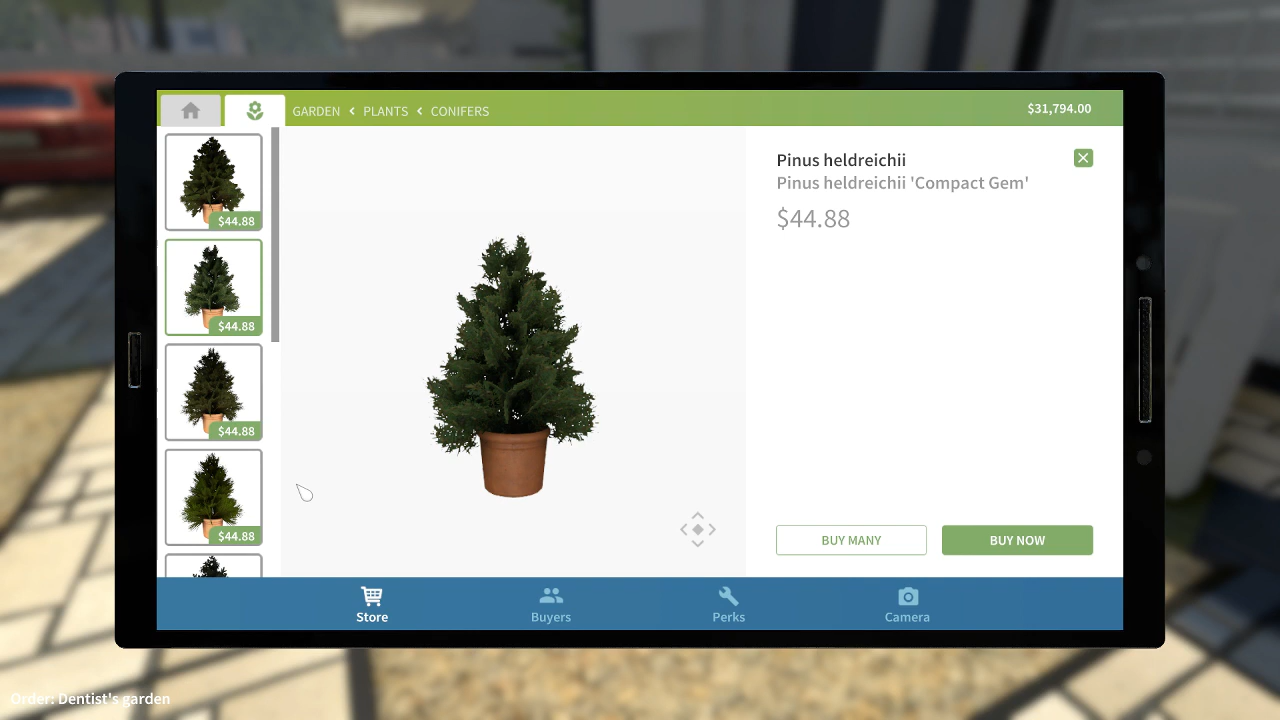 GARDEN < PLANTS < CONIFERS
$31,794.00
$44.88
$44.88
$44.88
$44.88
Pinus heldreichii
Pinus heldreichii 'Compact Gem'
$44.88
BUY MANY
BUY NOW
Store
Buyers
Perks
Camera
Order: Dentist's garden